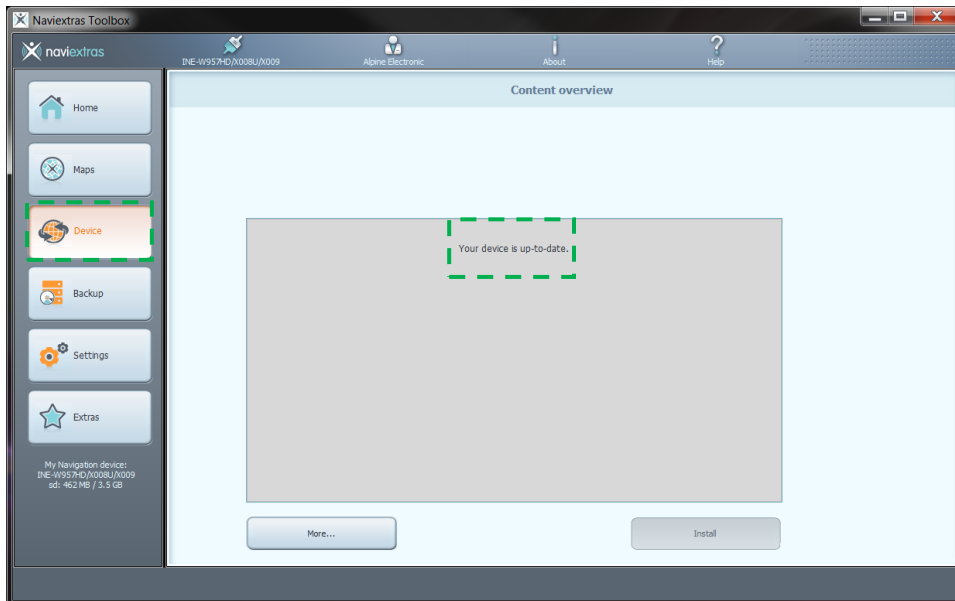 Naviextras Toolbox
naviextras
INE-W957HD/X008U/X009
Alpine Electronic
About
Help
Content overview
Home
Maps
Device
Backup
Settings
Extras
My Navigation device:
INE-W957HD/X008U/X009
sd: 462 MB / 3.5 GB
Your device is up-to-date.
More...
Install